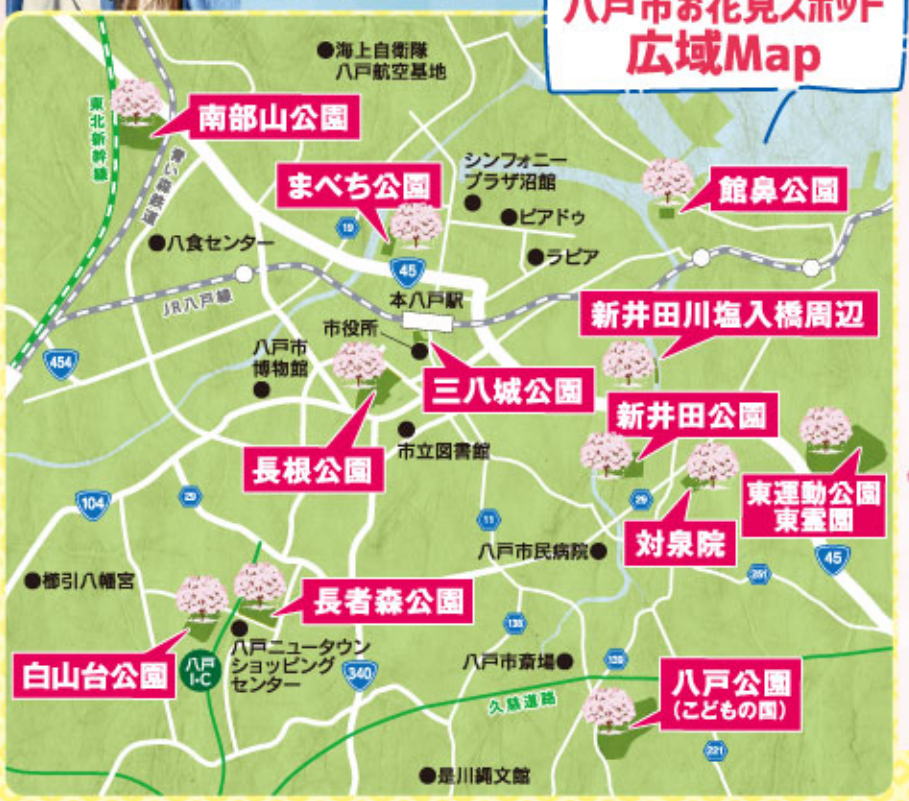 八戸市お花見スポット
広域Map
海上自衛隊
八戸航空基地
東北新幹線
南部山公園
青い森鉄道
まべち公園
シンフォニー
プラザ沼館
ピアドゥ
ラピア
館鼻公園
八食センター
19
45
JR八戸線
本八戸駅
市役所
新井田川塩入橋周辺
454
八戸市
博物館
三八城公園
新井田公園
長根公園
市立図書館
104
29
11
29
対泉院
東運動公園
東霊園
八戸市民病院
45
251
櫛引八幡宮
長者森公園
138
白山台公園
八戸
I・C
八戸ニュータウン
ショッピング
センター
340
八戸市斎場
139
八戸公園
(こどもの国)
久慈道路
221
是川縄文館